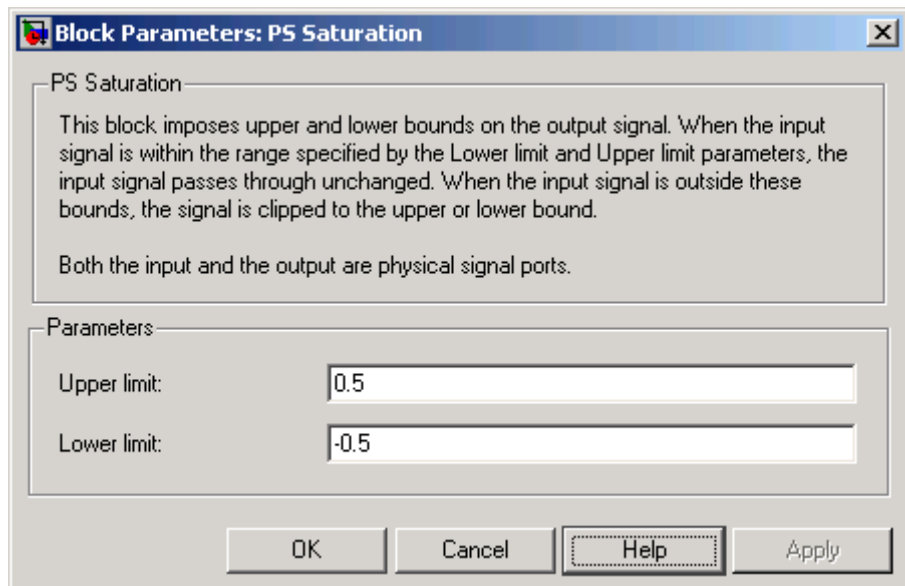 Block Parameters: PS Saturation
PS Saturation
This block imposes upper and lower bounds on the output signal. When the input
signal is within the range specified by the Lower limit and Upper limit parameters, the
input signal passes through unchanged. When the input signal is outside these
bounds, the signal is clipped to the upper or lower bound.
Both the input and the output are physical signal ports.
Parameters
Upper limit: 0.5
Lower limit: -0.5
OK Cancel Help Apply